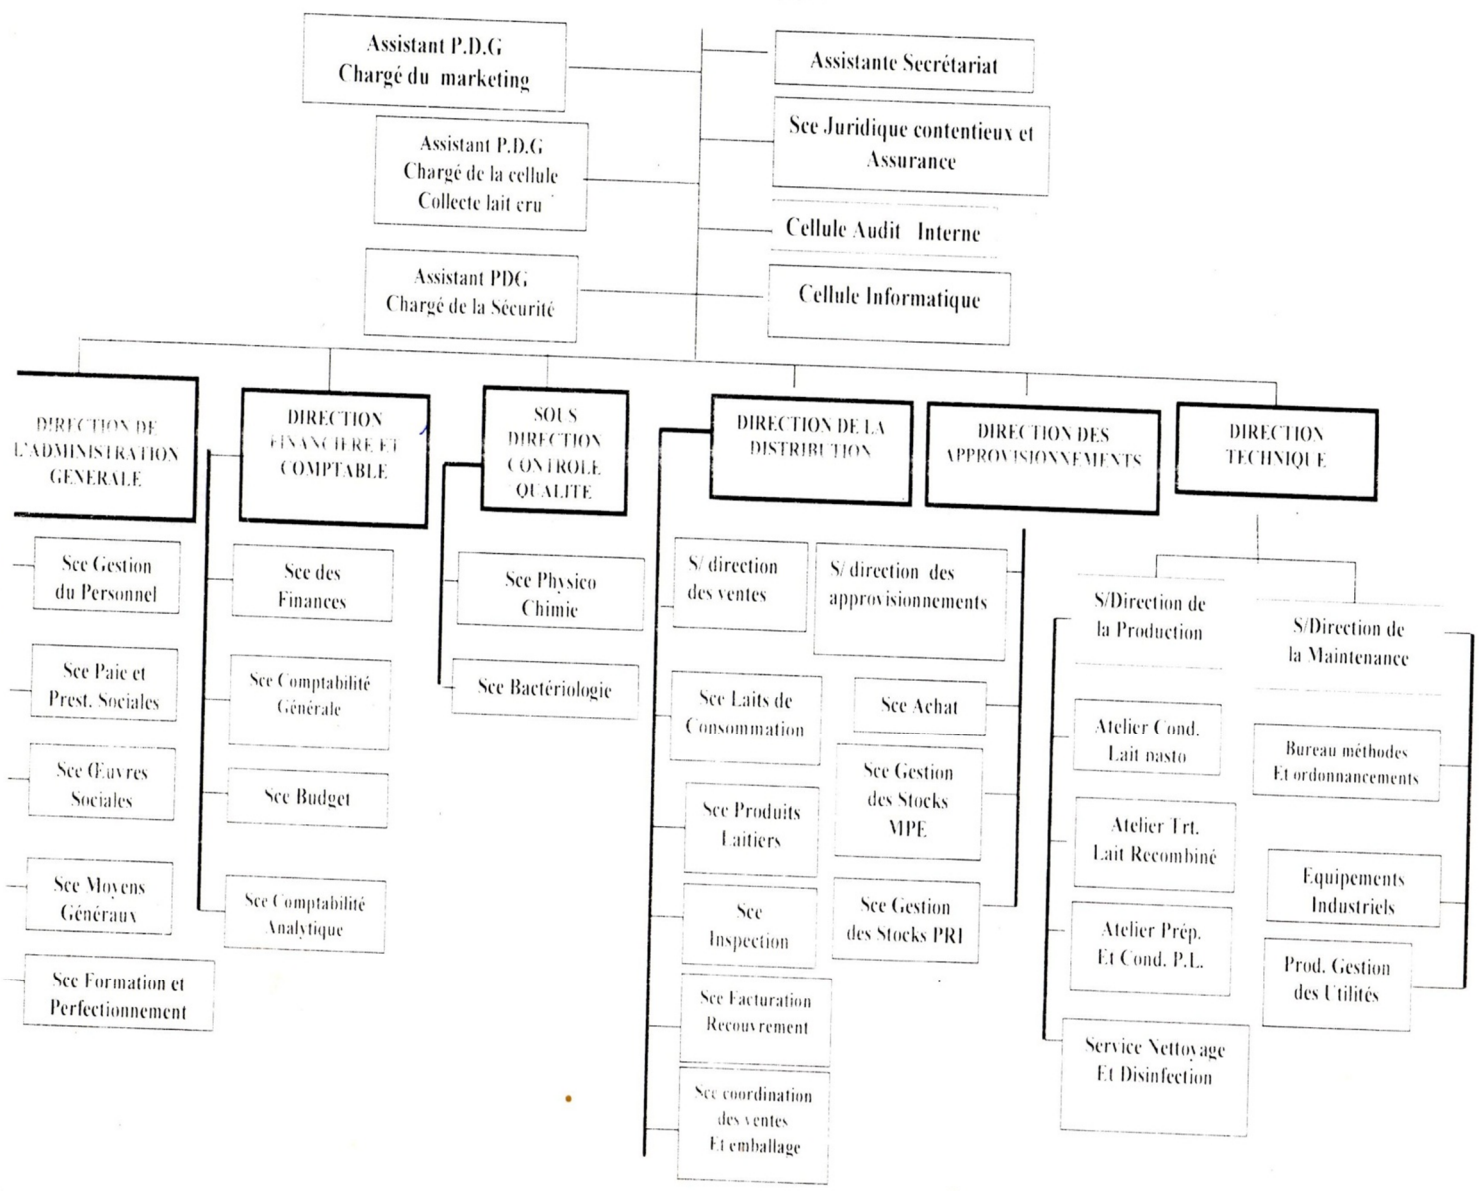 Assistant P.D.G
Chargé du marketing
Assistante Secrétariat
Assistant P.D.G
Chargé de la cellule
Collecte lait cru
Sce Juridique contentieux et
Assurance
Cellule Audit Interne
Assistant PDG
Chargé de la Sécurité
Cellule Informatique
DIRECTION DE
L'ADMINISTRATION
GENERALE
DIRECTION
FINANCIERE ET
COMPTABLE
SOUS
DIRECTION
CONTROLE
QUALITE
DIRECTION DE LA
DISTRIBUTION
DIRECTION DES
APPROVISIONNEMENTS
DIRECTION
TECHNIQUE
Sce Gestion
du Personnel
Sce Paie et
Prest. Sociales
Sce Œuvres
Sociales
Sce Moyens
Généraux
Sce Formation et
Perfectionnement
Sce des
Finances
Sce Comptabilité
Générale
Sce Budget
Sce Comptabilité
Analytique
Sce Physico
Chimie
Sce Bactériologie
S/ direction
des ventes
Sce Laits de
Consommation
Sce Produits
Laitiers
Sce
Inspection
Sce Facturation
Recouvrement
Sce coordination
des ventes
Et emballage
S/ direction des
approvisionnements
Sce Achat
Sce Gestion
des Stocks
MPE
Sce Gestion
des Stocks PRI
S/Direction de
la Production
Atelier Cond.
Lait pasto
Atelier Trt.
Lait Recombiné
Atelier Prép.
Et Cond. P.L.
Service Nettoyage
Et Disinfection
S/Direction de
la Maintenance
Bureau méthodes
Et ordonnancements
Equipements
Industriels
Prod. Gestion
des Utilités